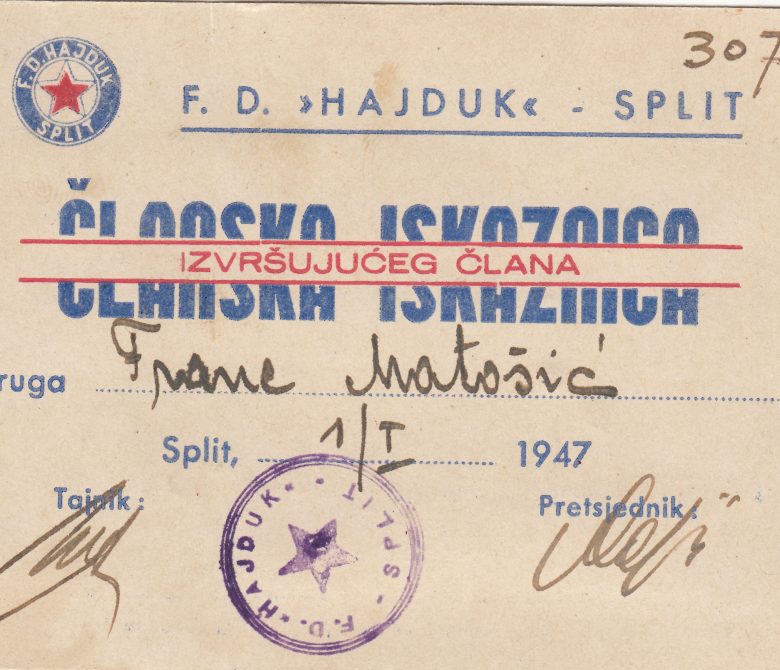 307
F. D. HAJDUK
SPLIT
F. D. »HAJDUK« - SPLIT
ČLANSKA ISKAZNICA
IZVRŠUJUĆEG ČLANA
ruga Frane Matošić
Split, 1/I 1947
Tajnik:
Pretsjednik:
F. D. »HAJDUK« - SPLIT -